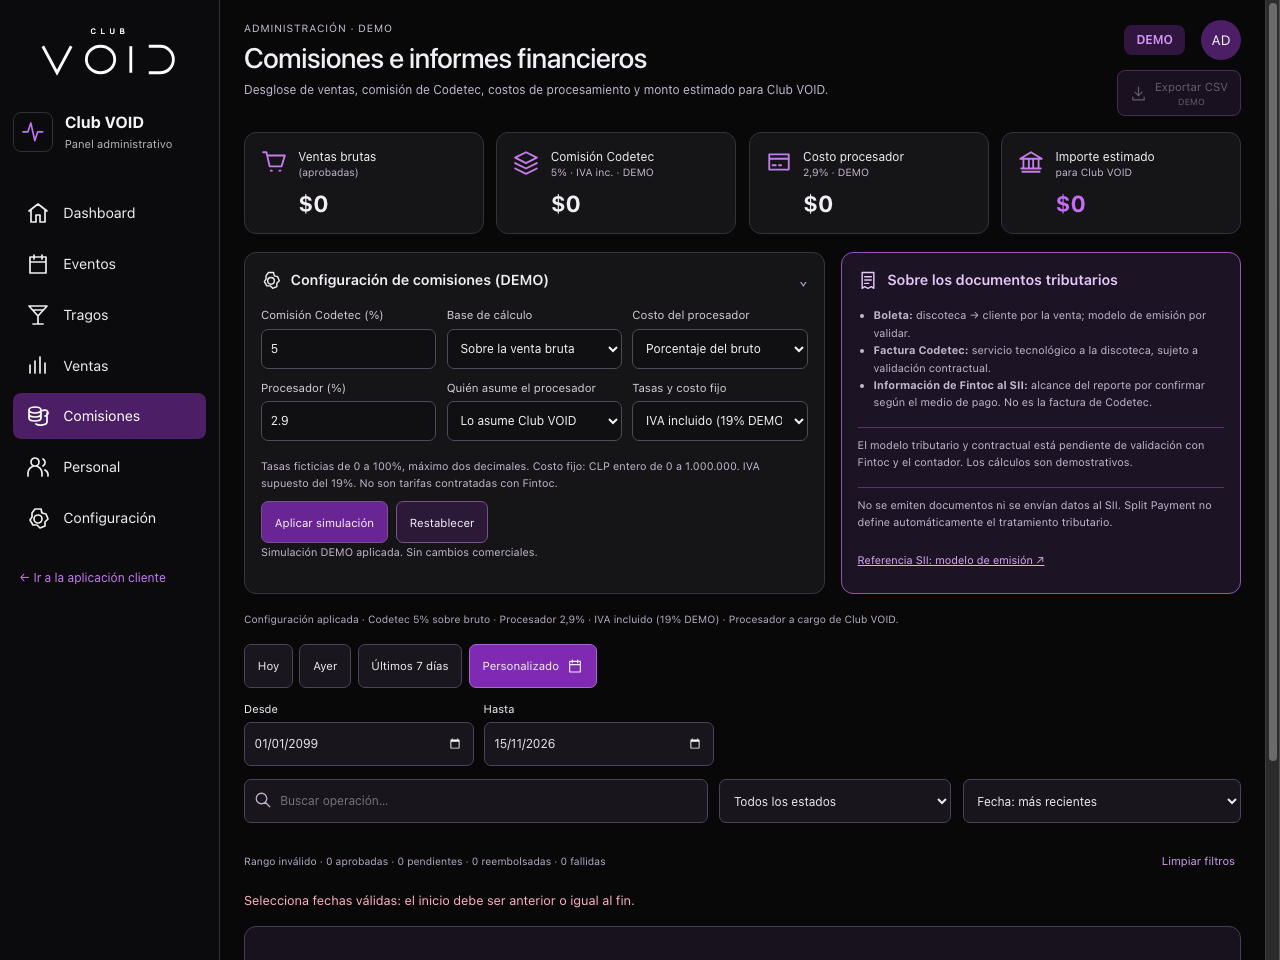 CLUB
VOID
Club VOID
Panel administrativo
Dashboard
Eventos
Tragos
Ventas
Comisiones
Personal
Configuración
← Ir a la aplicación cliente
ADMINISTRACIÓN · DEMO
Comisiones e informes financieros
Desglose de ventas, comisión de Codetec, costos de procesamiento y monto estimado para Club VOID.
DEMO
AD
Exportar CSV
DEMO
Ventas brutas
(aprobadas)
$0
Comisión Codetec
5% · IVA inc. · DEMO
$0
Costo procesador
2,9% · DEMO
$0
Importe estimado
para Club VOID
$0
Configuración de comisiones (DEMO)
Comisión Codetec (%)
Base de cálculo
Costo del procesador
5
Sobre la venta bruta
Porcentaje del bruto
Procesador (%)
Quién asume el procesador
Tasas y costo fijo
2.9
Lo asume Club VOID
IVA incluido (19% DEMO
Tasas ficticias de 0 a 100%, máximo dos decimales. Costo fijo: CLP entero de 0 a 1.000.000. IVA
supuesto del 19%. No son tarifas contratadas con Fintoc.
Aplicar simulación
Restablecer
Simulación DEMO aplicada. Sin cambios comerciales.
Sobre los documentos tributarios
• Boleta: discoteca → cliente por la venta; modelo de emisión por
validar.
• Factura Codetec: servicio tecnológico a la discoteca, sujeto a
validación contractual.
• Información de Fintoc al SII: alcance del reporte por confirmar
según el medio de pago. No es la factura de Codetec.
El modelo tributario y contractual está pendiente de validación con
Fintoc y el contador. Los cálculos son demostrativos.
No se emiten documentos ni se envían datos al SII. Split Payment no
define automáticamente el tratamiento tributario.
Referencia SII: modelo de emisión ↗
Configuración aplicada · Codetec 5% sobre bruto · Procesador 2,9% · IVA incluido (19% DEMO) · Procesador a cargo de Club VOID.
Hoy
Ayer
Últimos 7 días
Personalizado
Desde
Hasta
01/01/2099
15/11/2026
Buscar operación...
Todos los estados
Fecha: más recientes
Rango inválido · 0 aprobadas · 0 pendientes · 0 reembolsadas · 0 fallidas
Limpiar filtros
Selecciona fechas válidas: el inicio debe ser anterior o igual al fin.